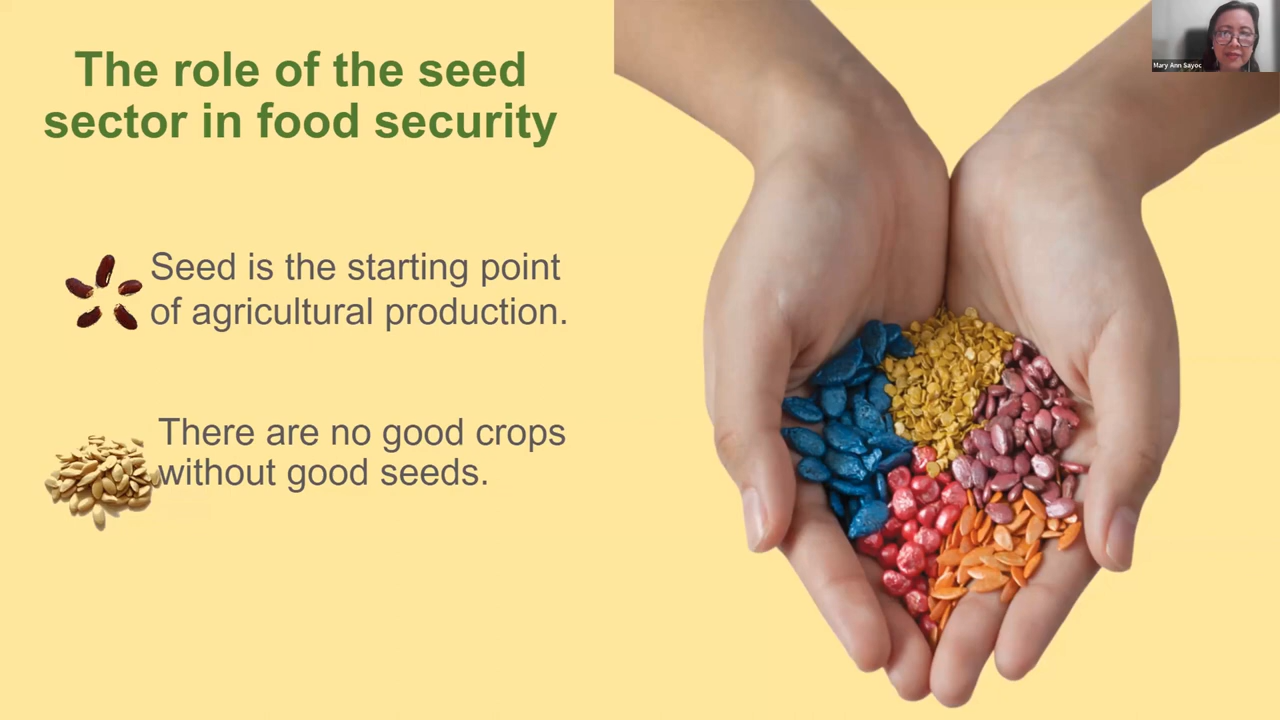 The role of the seed
sector in food security
Seed is the starting point
of agricultural production.
There are no good crops
without good seeds.
Mary Ann Sayoc